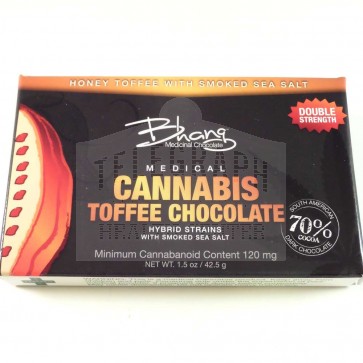 HONEY TOFFEE WITH SMOKED SEA SALT
DOUBLE
STRENGTH
Bhang
Medicinal Chocolate
TELEGRAPH
MEDICAL
CANNABIS
TOFFEE CHOCOLATE
HYBRID STRAINS
WITH SMOKED SEA SALT
SOUTH AMERICAN
70%
COCOA
DARK CHOCOLATE
Minimum Cannabanoid Content 120 mg
NET WT. 1.5 oz / 42.5 g